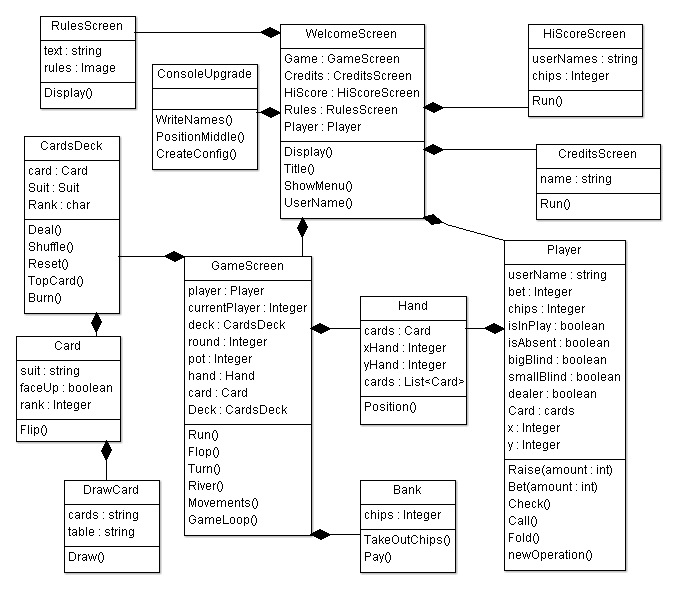 RulesScreen
text : string
rules : Image
Display()
WelcomeScreen
Game : GameScreen
Credits : CreditsScreen
HiScore : HiScoreScreen
Rules : RulesScreen
Player : Player
Display()
Title()
ShowMenu()
UserName()
HiScoreScreen
userNames : string
chips : Integer
Run()
ConsoleUpgrade
WriteNames()
PositionMiddle()
CreateConfig()
CardsDeck
card : Card
Suit : Suit
Rank : char
Deal()
Shuffle()
Reset()
TopCard()
Burn()
CreditsScreen
name : string
Run()
GameScreen
player : Player
currentPlayer : Integer
deck : CardsDeck
round : Integer
pot : Integer
hand : Hand
card : Card
Deck : CardsDeck
Run()
Flop()
Turn()
River()
Movements()
GameLoop()
Player
userName : string
bet : Integer
chips : Integer
isInPlay : boolean
isAbsent : boolean
bigBlind : boolean
smallBlind : boolean
dealer : boolean
Card : cards
x : Integer
y : Integer
Raise(amount : int)
Bet(amount : int)
Check()
Call()
Fold()
newOperation()
Hand
cards : Card
xHand : Integer
yHand : Integer
cards : List<Card>
Position()
Card
suit : string
faceUp : boolean
rank : Integer
Flip()
DrawCard
cards : string
table : string
Draw()
Bank
chips : Integer
TakeOutChips()
Pay()